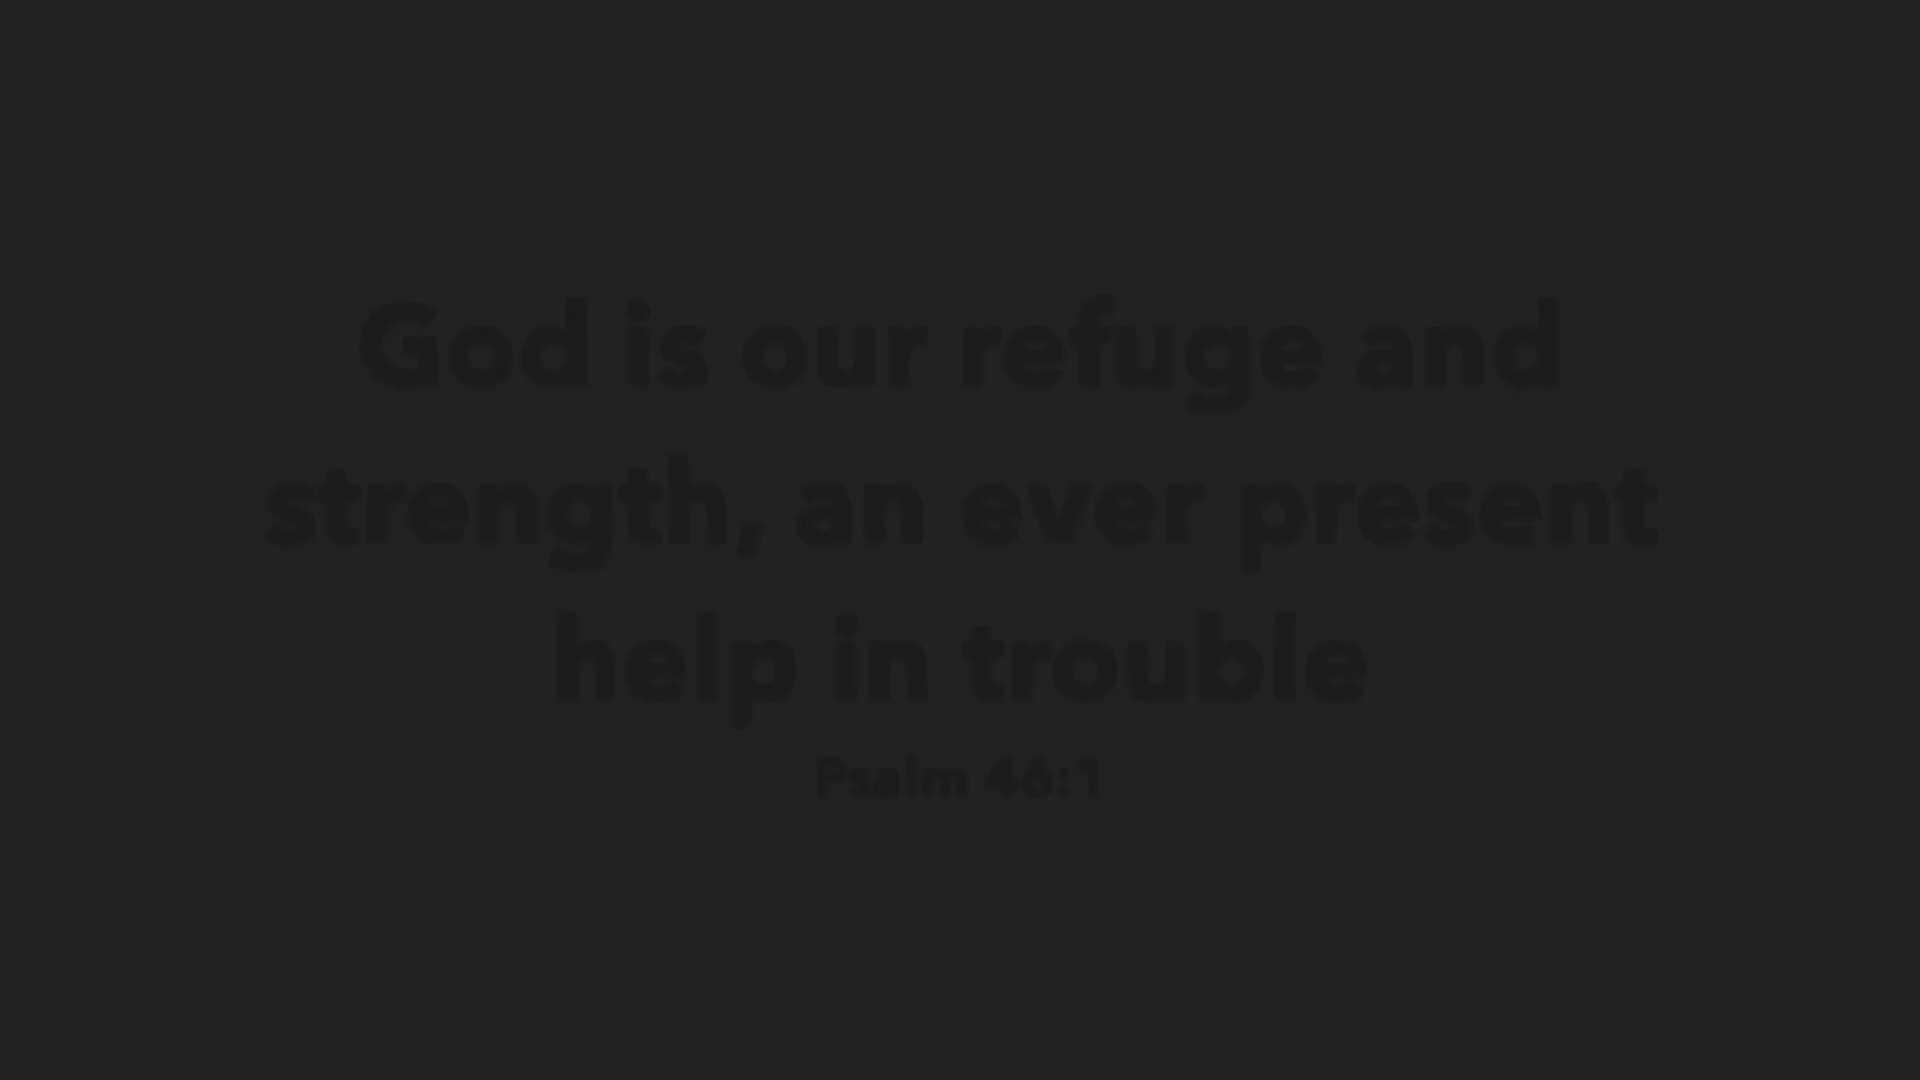 God is our refuge and
strength, an ever present
help in trouble
Psalm 46:1